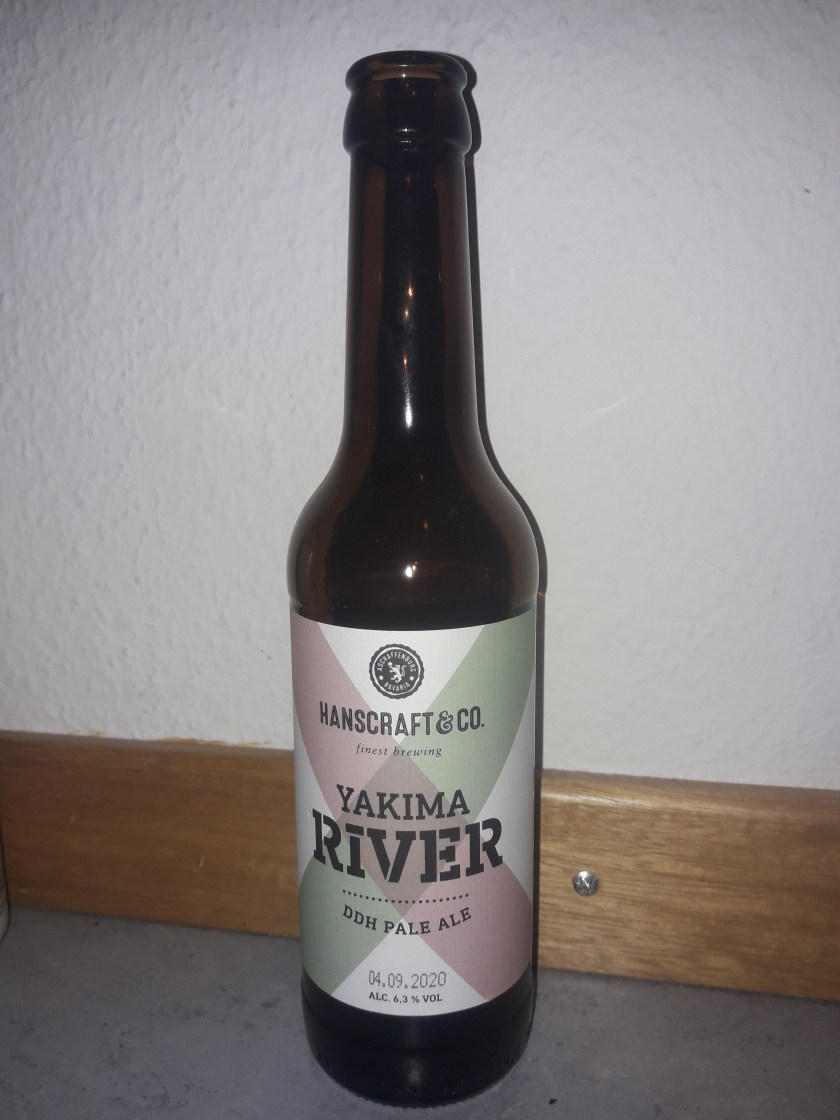 ASCHAFFENBURG
BAVARIA
HANSCRAFT & CO.
finest brewing
YAKIMA
RIVER
DDH PALE ALE
04.09.2020
ALC. 6,3 % VOL